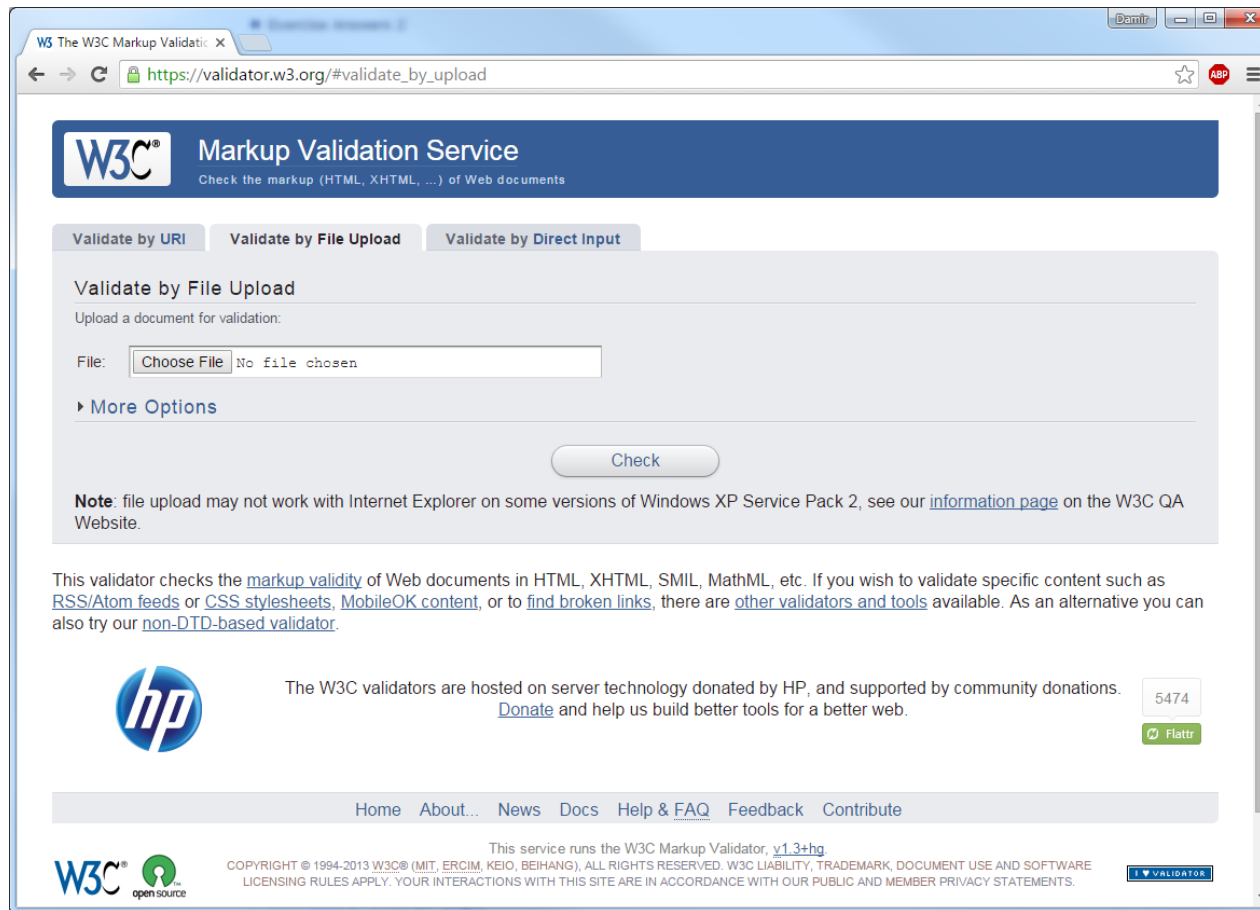 Damir
W3 The W3C Markup Validatic
https://validator.w3.org/#validate_by_upload
ABP
W3C®
Markup Validation Service
Check the markup (HTML, XHTML, ...) of Web documents
Validate by URI
Validate by File Upload
Validate by Direct Input
Validate by File Upload
Upload a document for validation:
File: Choose File No file chosen
More Options
Check
Note: file upload may not work with Internet Explorer on some versions of Windows XP Service Pack 2, see our information page on the W3C QA
Website.
This validator checks the markup validity of Web documents in HTML, XHTML, SMIL, MathML, etc. If you wish to validate specific content such as
RSS/Atom feeds or CSS stylesheets, MobileOK content, or to find broken links, there are other validators and tools available. As an alternative you can
also try our non-DTD-based validator.
hp
The W3C validators are hosted on server technology donated by HP, and supported by community donations.
Donate and help us build better tools for a better web.
5474
Flattr
Home About... News Docs Help & FAQ Feedback Contribute
W3C®
open source
This service runs the W3C Markup Validator, v1.3+hg.
COPYRIGHT © 1994-2013 W3C® (MIT, ERCIM, KEIO, BEIHANG), ALL RIGHTS RESERVED. W3C LIABILITY, TRADEMARK, DOCUMENT USE AND SOFTWARE
LICENSING RULES APPLY. YOUR INTERACTIONS WITH THIS SITE ARE IN ACCORDANCE WITH OUR PUBLIC AND MEMBER PRIVACY STATEMENTS.
I ♥ VALIDATOR